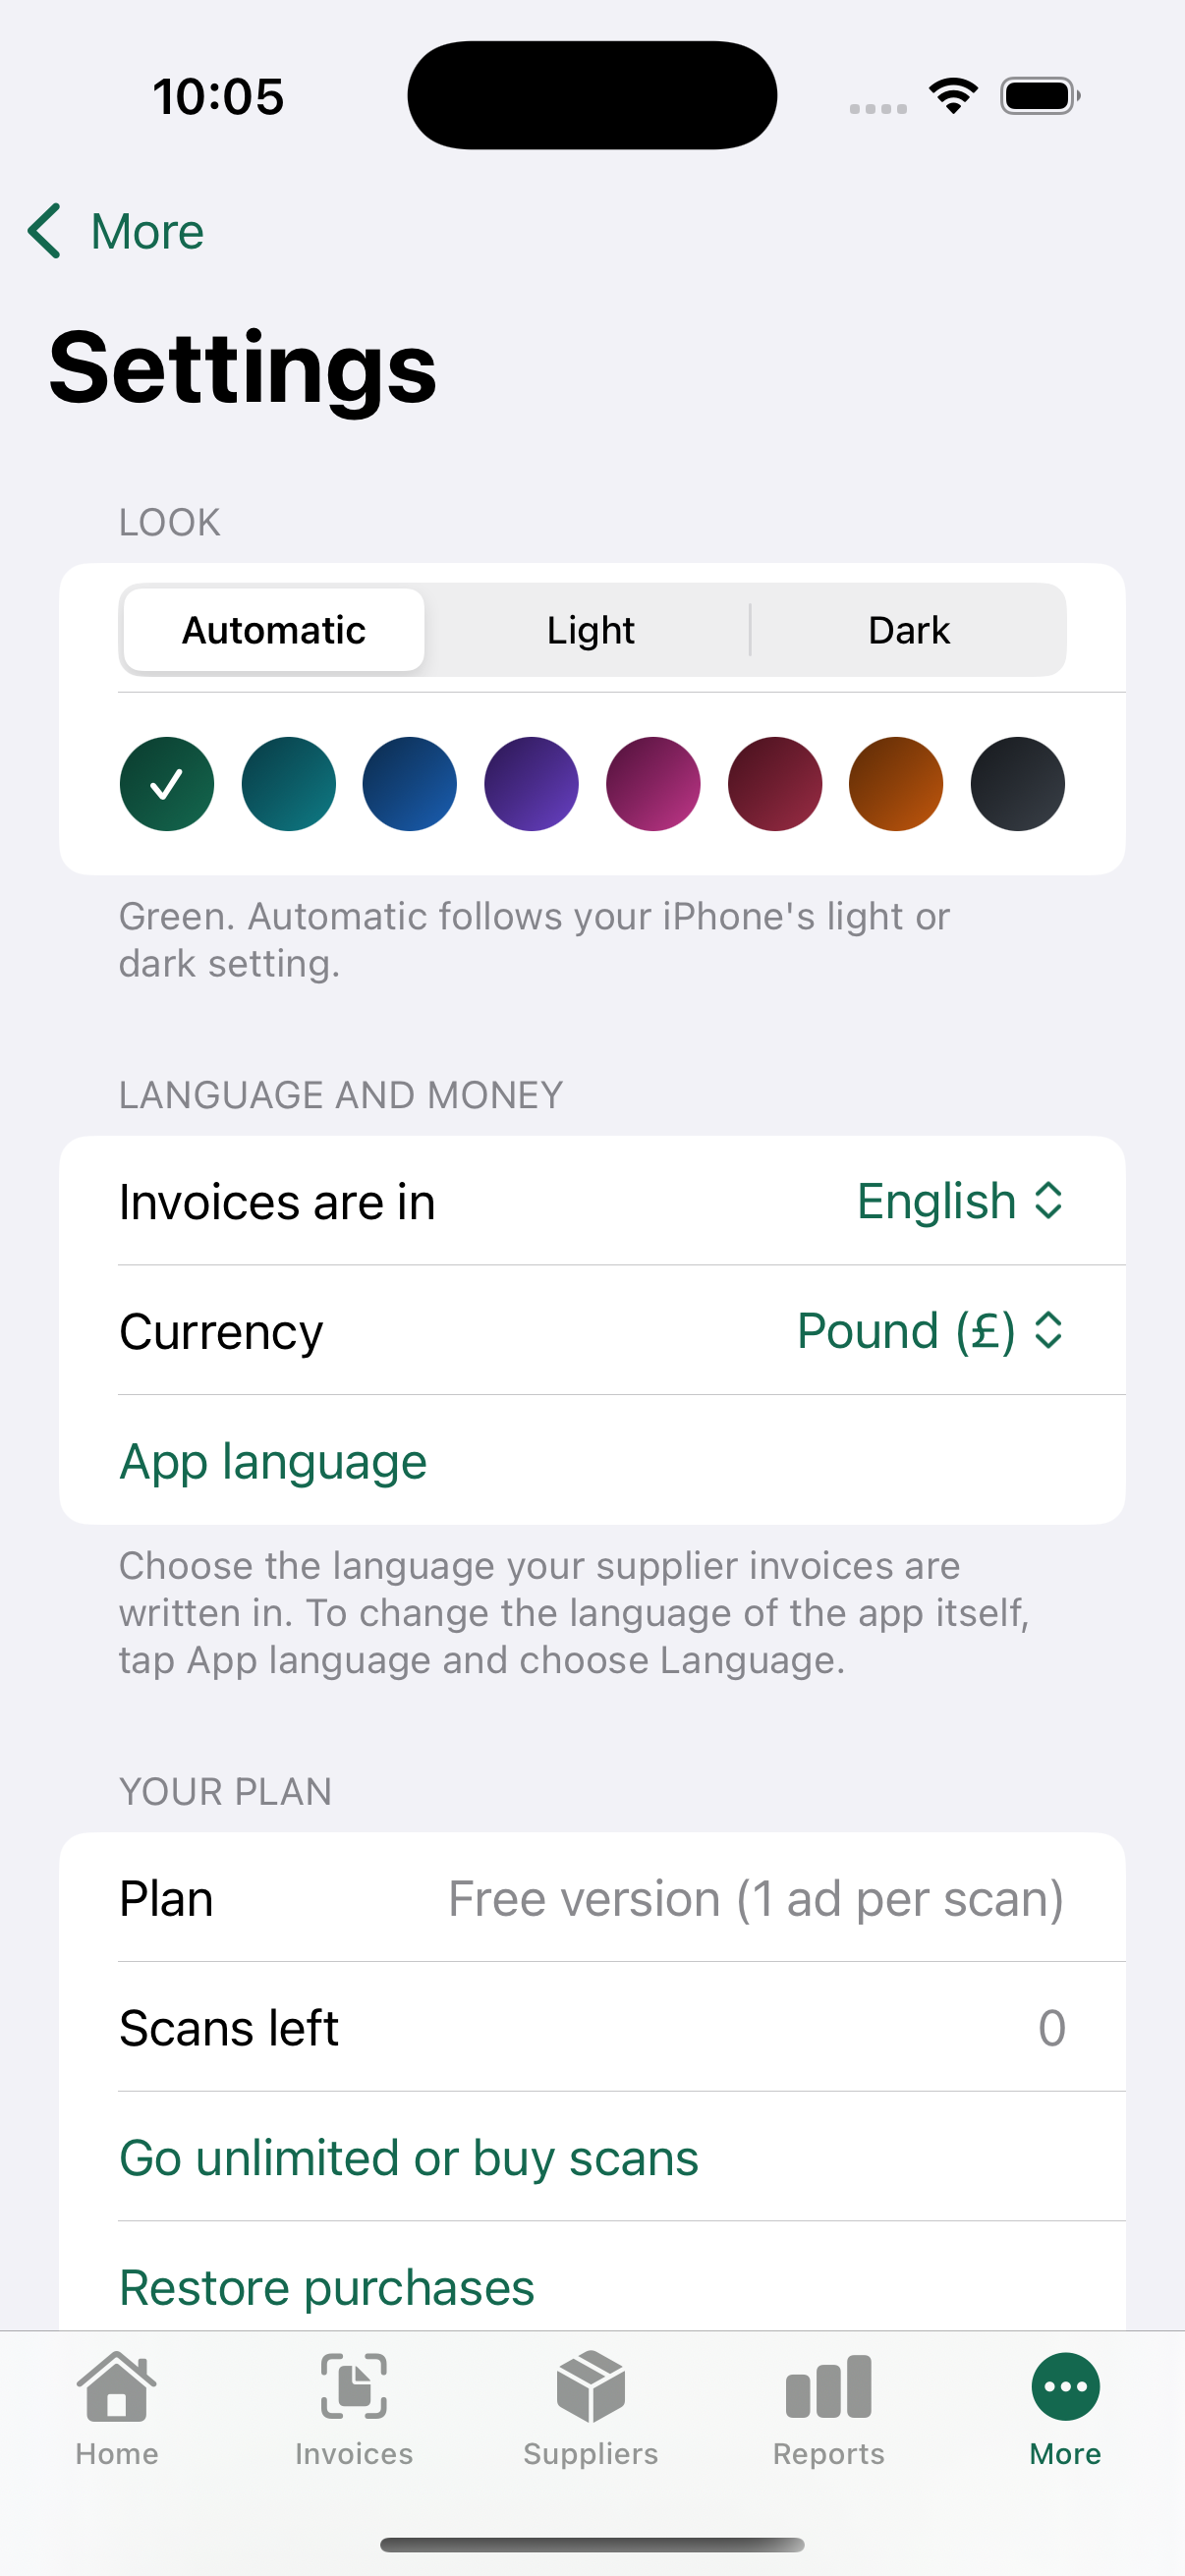 10:05
More
Settings
LOOK
Automatic
Light
Dark
Green. Automatic follows your iPhone's light or
dark setting.
LANGUAGE AND MONEY
Invoices are in
English
Currency
Pound (£)
App language
Choose the language your supplier invoices are
written in. To change the language of the app itself,
tap App language and choose Language.
YOUR PLAN
Plan
Free version (1 ad per scan)
Scans left
0
Go unlimited or buy scans
Restore purchases
Home
Invoices
Suppliers
Reports
More